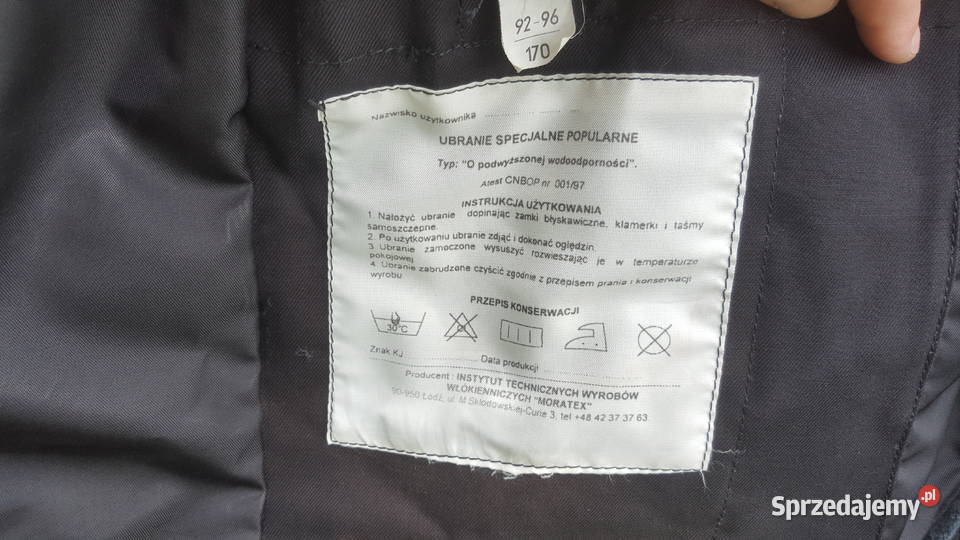 92-96
170
Nazwisko użytkownika
UBRANIE SPECJALNE POPULARNE
Typ: "O podwyższonej wodoodporności".
Atest CNBOP nr 001/97
INSTRUKCJA UŻYTKOWANIA
1. Nałożyć ubranie dopinając zamki błyskawiczne, klamerki i taśmy
samoszczepne.
2. Po użytkowaniu ubranie zdjąć i dokonać oględzin.
3. Ubranie zamoczone wysuszyć rozwieszając je w temperaturze
pokojowej
4. Ubranie zabrudzone czyścić zgodnie z przepisem prania i konserwacji
wyrobu
PRZEPIS KONSERWACJI
30°C
Cl
Znak KJ ........................ Data produkcji ........................
Producent : INSTYTUT TECHNICZNYCH WYROBÓW
WŁÓKIENNICZYCH "MORATEX"
90-950 Łódź, ul. M.Skłodowskiej-Curie 3, tel +48 42 37 37 63.
Sprzedajemy.pl